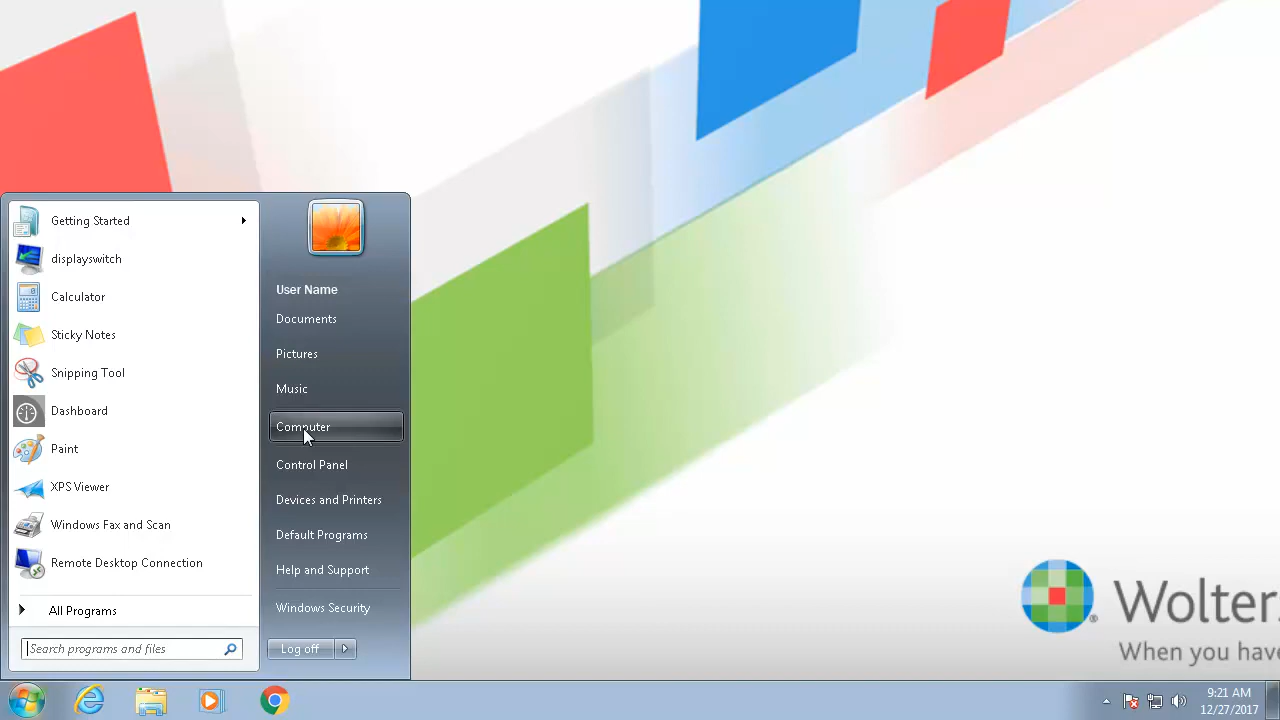 Getting Started
displayswitch
Calculator
Sticky Notes
Snipping Tool
Dashboard
Paint
XPS Viewer
Windows Fax and Scan
Remote Desktop Connection
All Programs
Search programs and files
User Name
Documents
Pictures
Music
Computer
Control Panel
Devices and Printers
Default Programs
Help and Support
Windows Security
Log off
Wolters
When you have
9:21 AM
12/27/2017